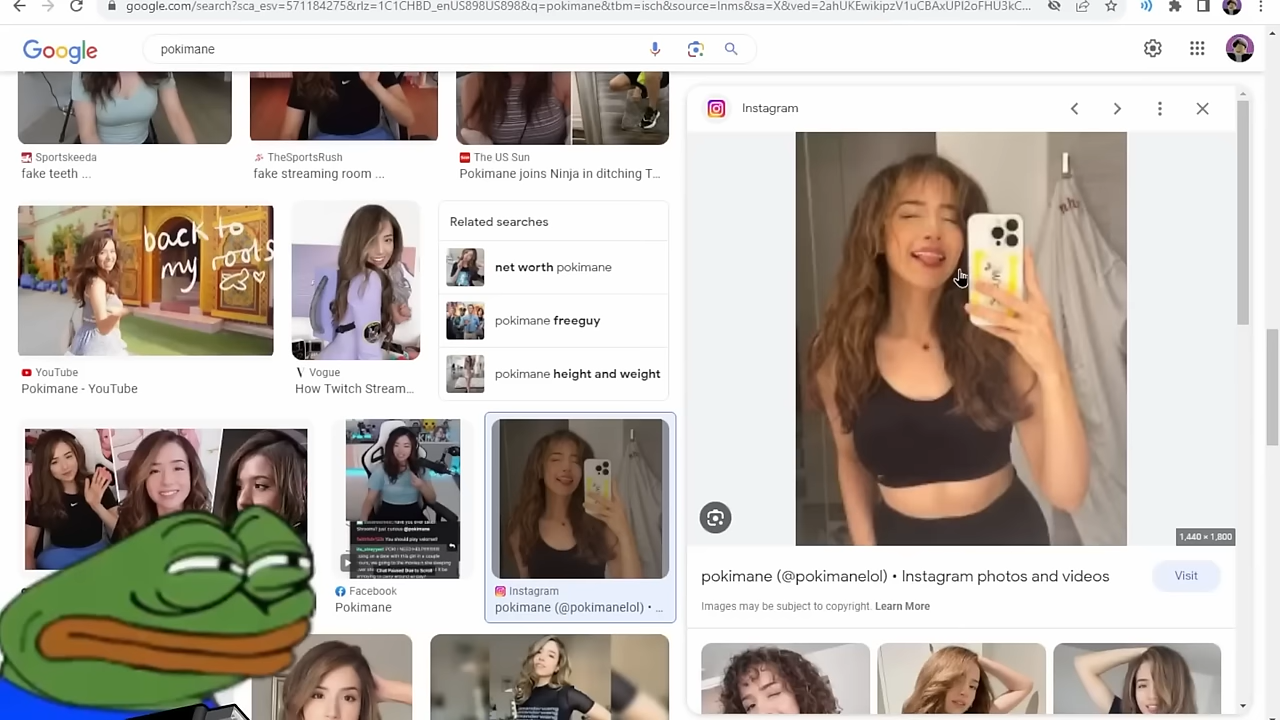 google.com/search?sca_esv=571184275&rlz=1C1CHBD_enUS898US898&q=pokimane&tbm=isch&source=lnms&sa=X&ved=2ahUKEwikipzV1uCBAxUPl2oFHU3kC...
Google
pokimane
Sportskeeda
fake teeth ...
TheSportsRush
fake streaming room ...
The US Sun
Pokimane joins Ninja in ditching T...
back to
my roots
YouTube
Pokimane - YouTube
Vogue
How Twitch Stream...
Related searches
net worth pokimane
pokimane freeguy
pokimane height and weight
Facebook
Pokimane
Instagram
pokimane (@pokimanelol) • ...
Instagram
1,440 × 1,800
pokimane (@pokimanelol) • Instagram photos and videos
Visit
Images may be subject to copyright. Learn More